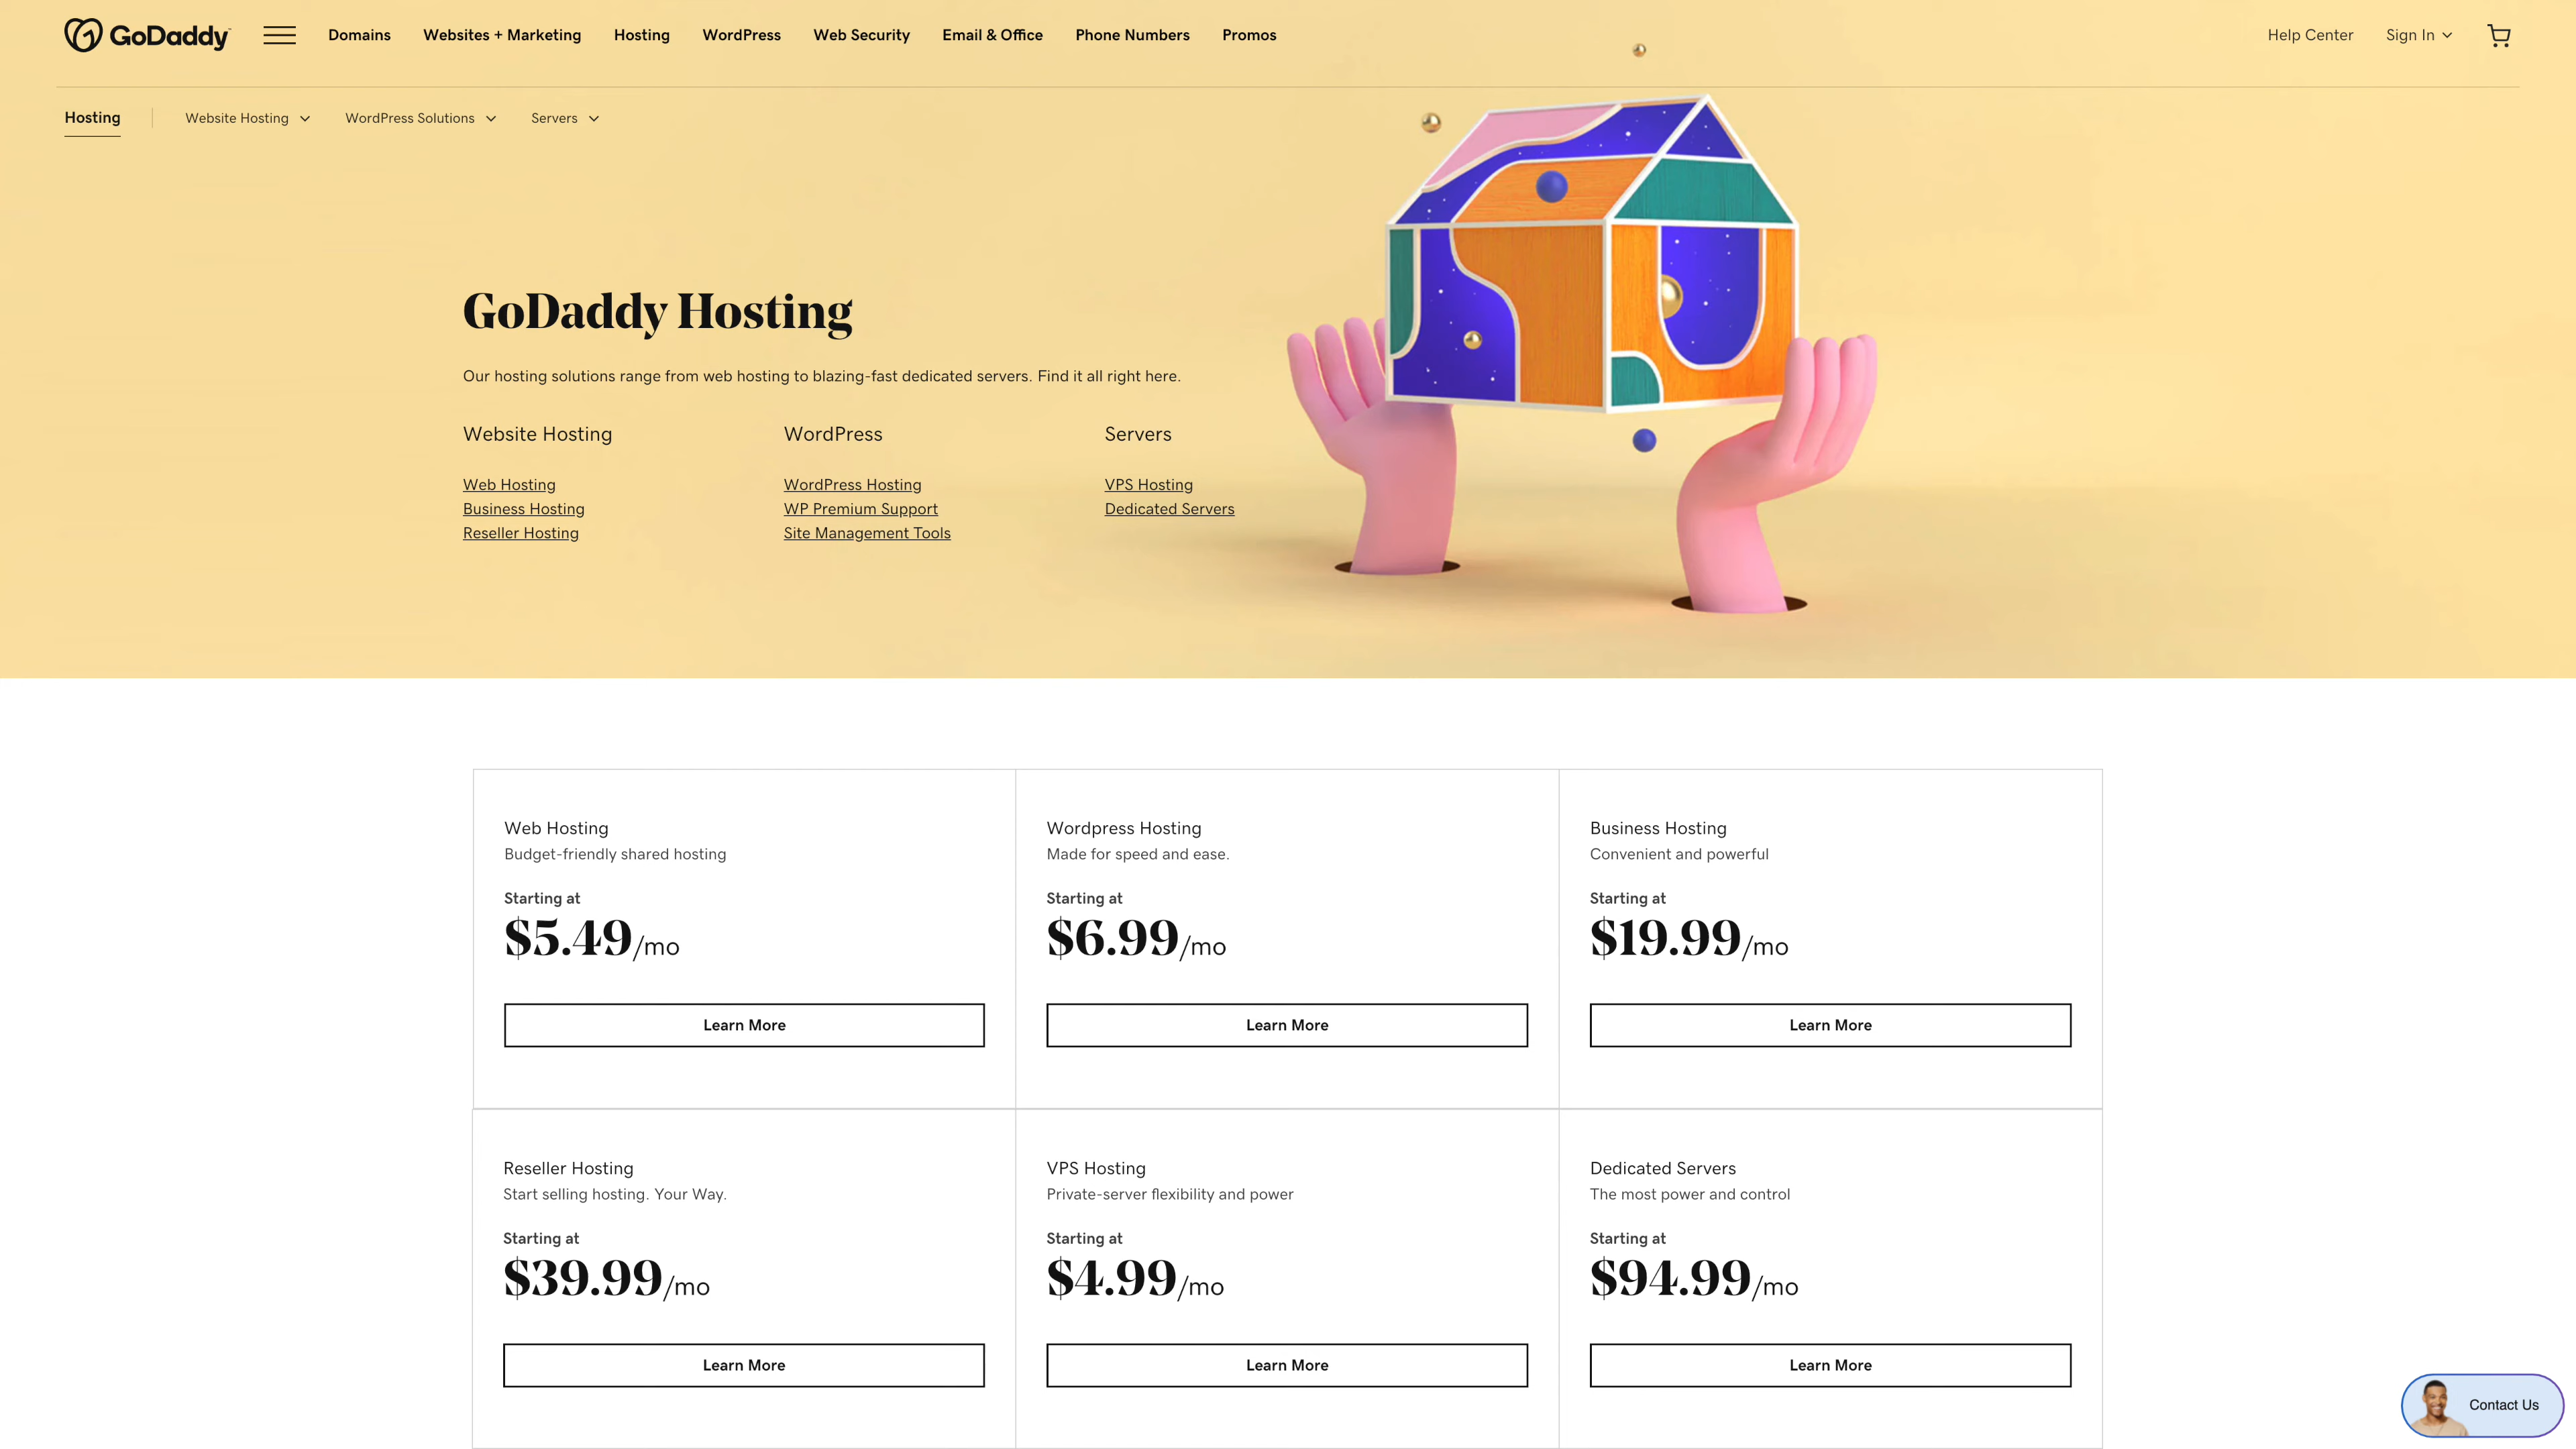 GoDaddy Domains Websites + Marketing Hosting WordPress Web Security Email & Office Phone Numbers Promos Help Center Sign In
Hosting Website Hosting WordPress Solutions Servers
GoDaddy Hosting
Our hosting solutions range from web hosting to blazing-fast dedicated servers. Find it all right here.
Website Hosting
Web Hosting
Business Hosting
Reseller Hosting
WordPress
WordPress Hosting
WP Premium Support
Site Management Tools
Servers
VPS Hosting
Dedicated Servers
Web Hosting
Budget-friendly shared hosting
Starting at
$5.49/mo
Learn More
Wordpress Hosting
Made for speed and ease.
Starting at
$6.99/mo
Learn More
Business Hosting
Convenient and powerful
Starting at
$19.99/mo
Learn More
Reseller Hosting
Start selling hosting. Your Way.
Starting at
$39.99/mo
Learn More
VPS Hosting
Private-server flexibility and power
Starting at
$4.99/mo
Learn More
Dedicated Servers
The most power and control
Starting at
$94.99/mo
Learn More
Contact Us